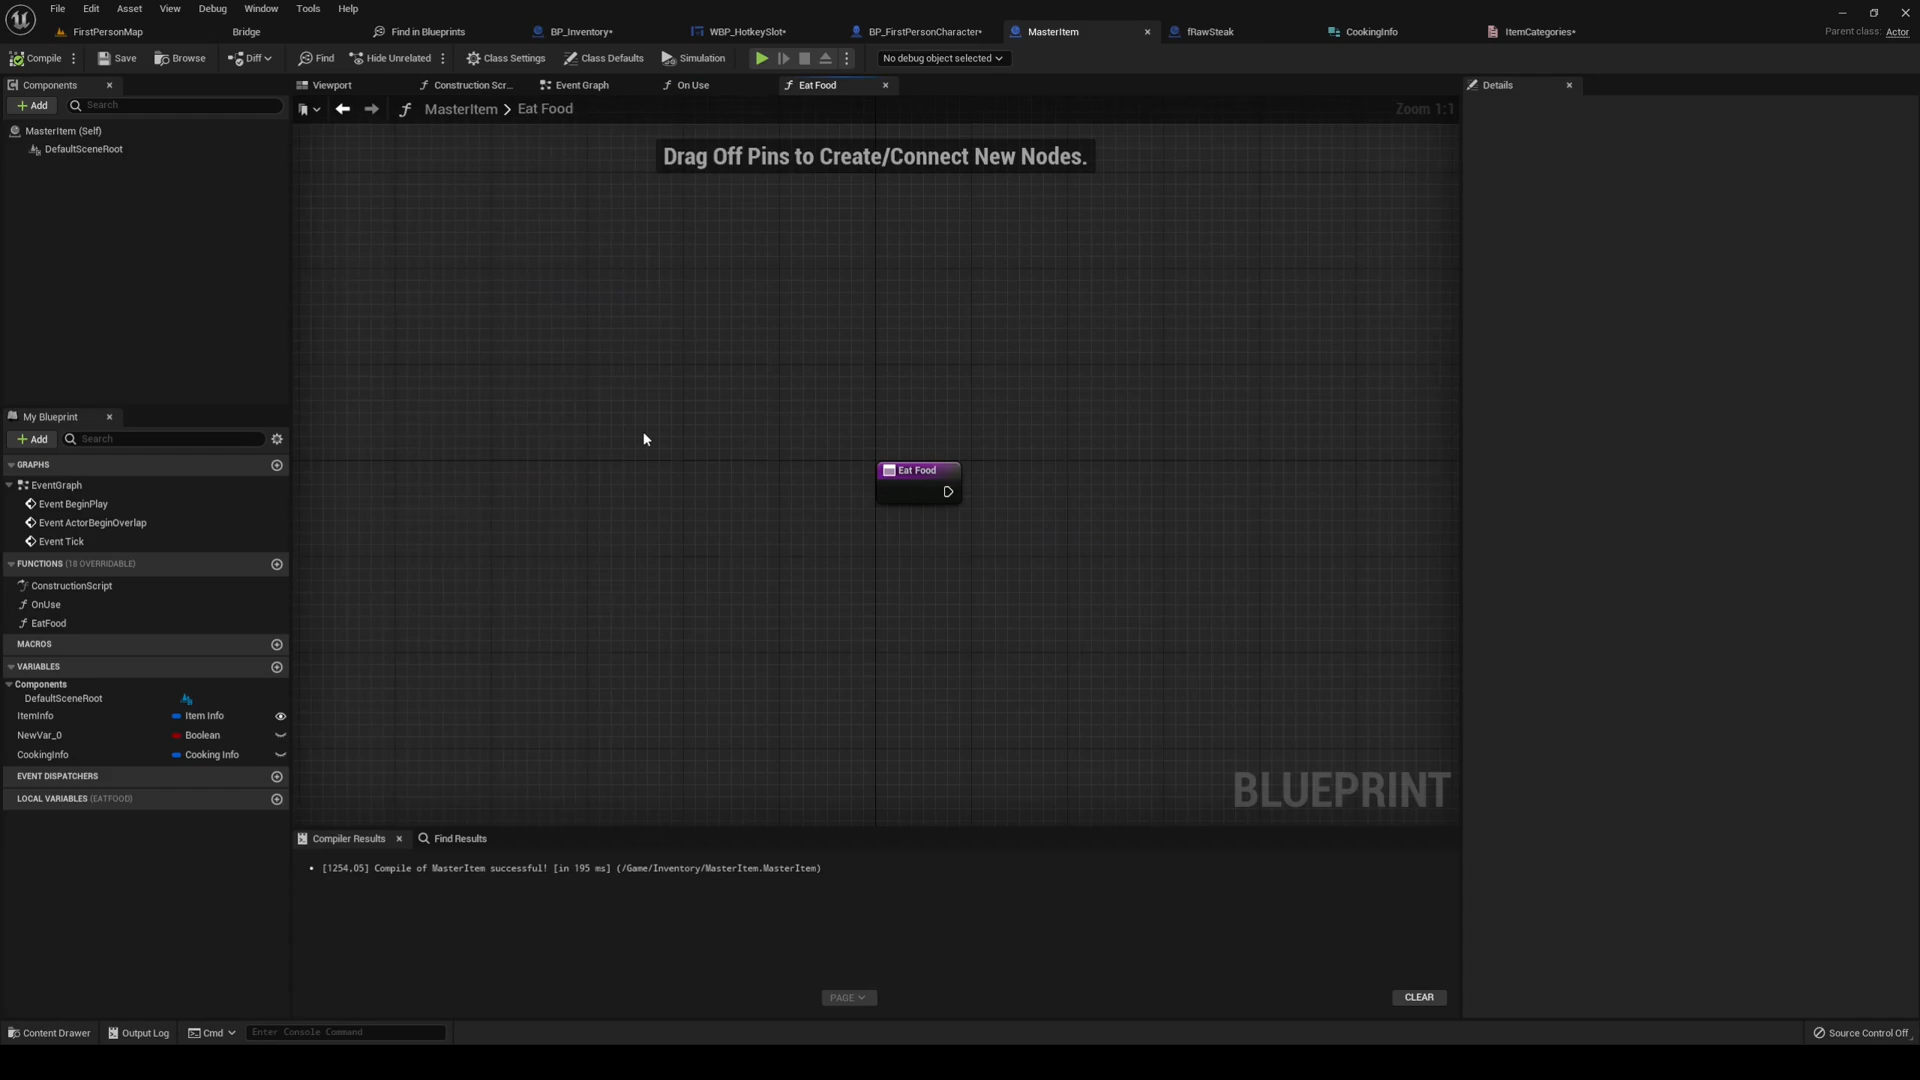 File Edit Asset View Debug Window Tools Help
FirstPersonMap Bridge Find in Blueprints BP_Inventory* WBP_HotkeySlot* BP_FirstPersonCharacter* MasterItem fRawSteak CookingInfo ItemCategories* Parent class: Actor
Compile Save Browse Diff Find Hide Unrelated Class Settings Class Defaults Simulation No debug object selected
Components
Add Search
MasterItem (Self)
DefaultSceneRoot
Viewport Construction Scr... Event Graph On Use Eat Food
MasterItem > Eat Food Zoom 1:1
Drag Off Pins to Create/Connect New Nodes.
Eat Food
BLUEPRINT
Details
My Blueprint
Add Search
GRAPHS
EventGraph
Event BeginPlay
Event ActorBeginOverlap
Event Tick
FUNCTIONS (18 OVERRIDABLE)
ConstructionScript
OnUse
EatFood
MACROS
VARIABLES
Components
DefaultSceneRoot
ItemInfo Item Info
NewVar_0 Boolean
CookingInfo Cooking Info
EVENT DISPATCHERS
LOCAL VARIABLES (EATFOOD)
Compiler Results Find Results
• [1254,05] Compile of MasterItem successful! [in 195 ms] (/Game/Inventory/MasterItem.MasterItem)
PAGE CLEAR
Content Drawer Output Log Cmd Enter Console Command Source Control Off